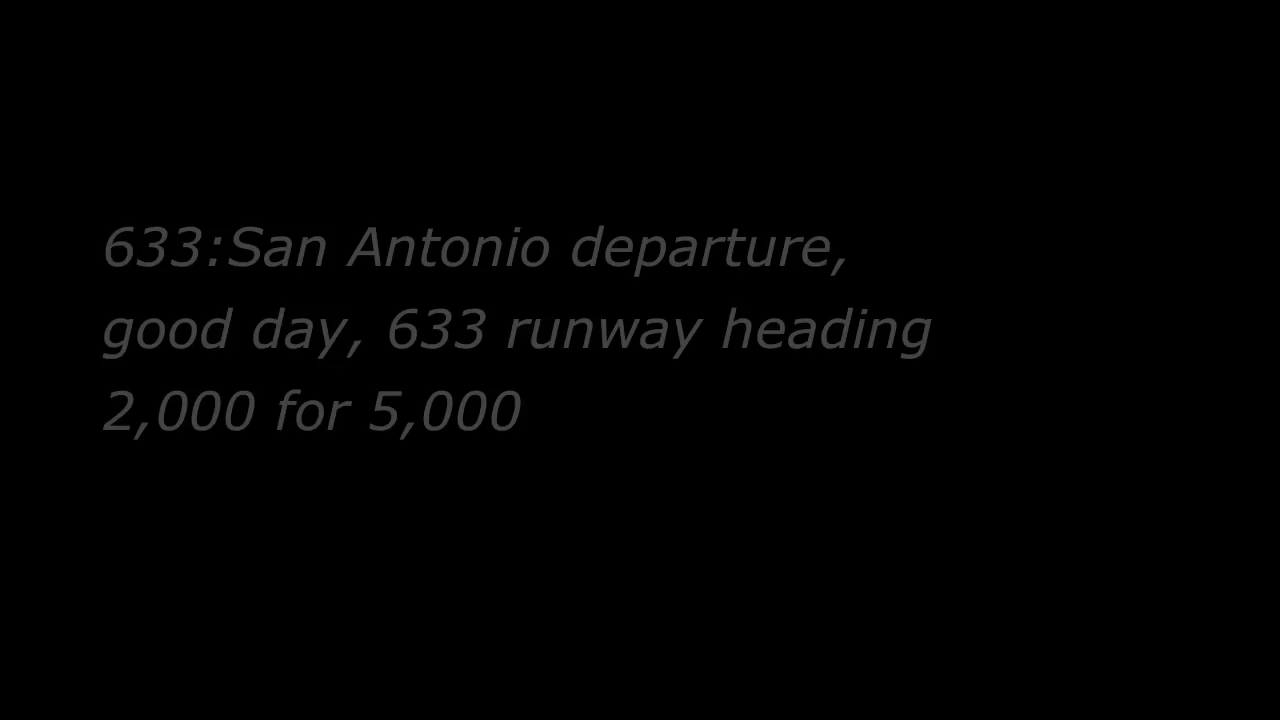 633:San Antonio departure,
good day, 633 runway heading
2,000 for 5,000